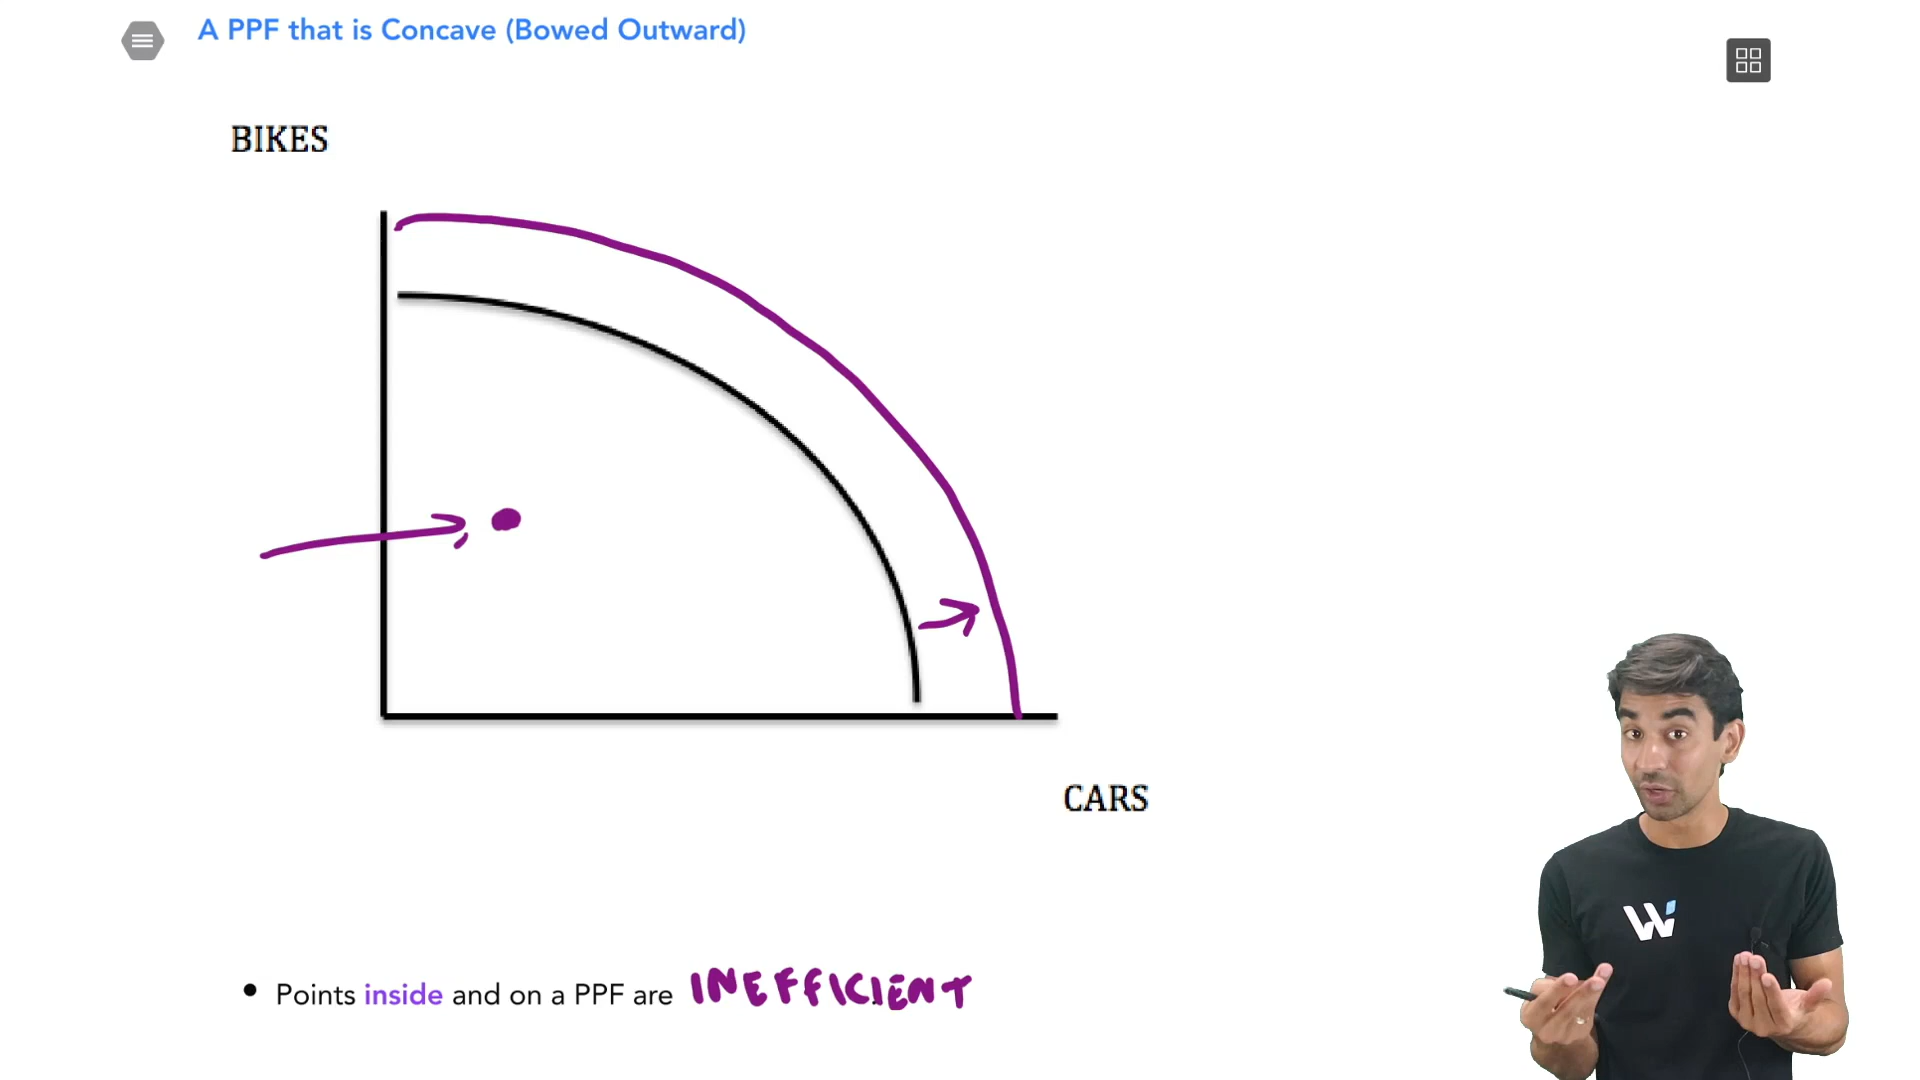 A PPF that is Concave (Bowed Outward)
BIKES
CARS
W
• Points inside and on a PPF are INEFFICIENT